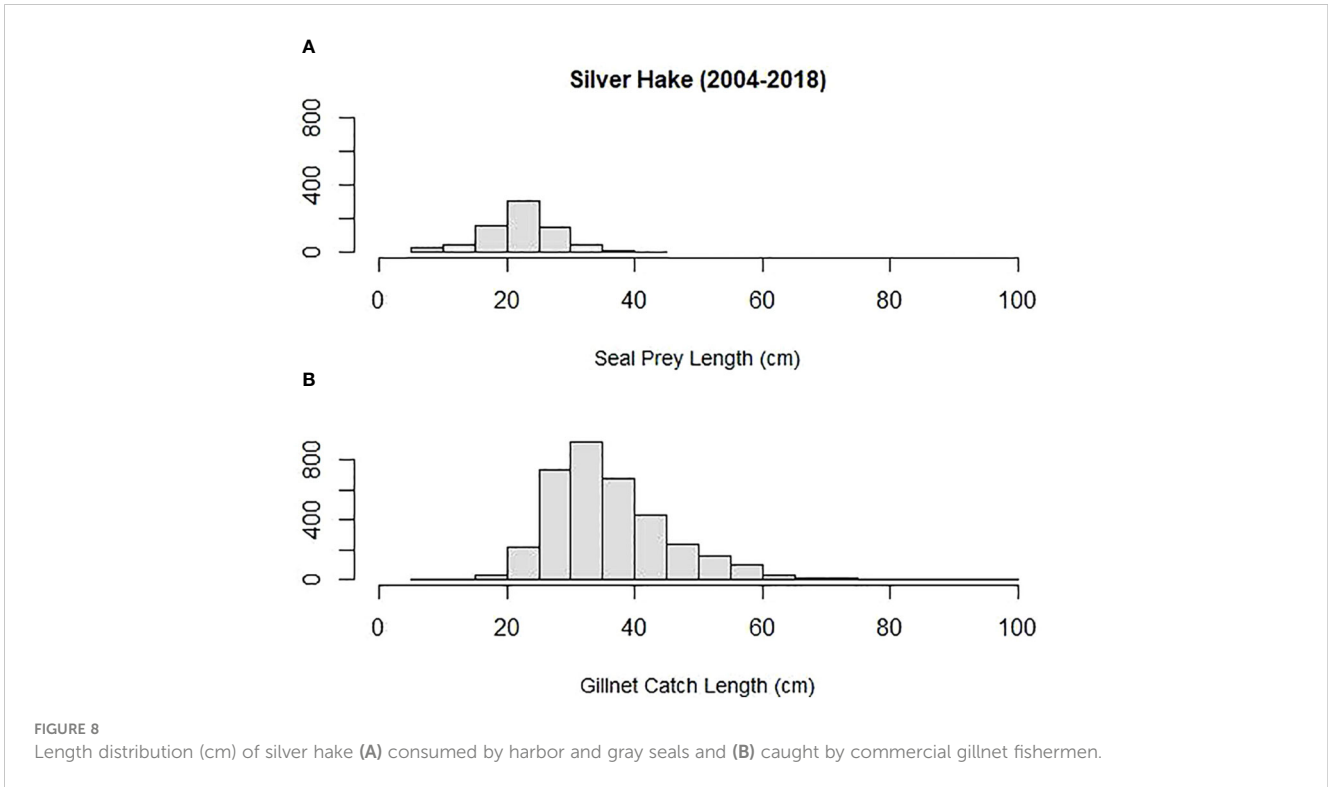 A
Silver Hake (2004-2018)
800
400
0
0 20 40 60 80 100
Seal Prey Length (cm)
B
800
400
0
0 20 40 60 80 100
Gillnet Catch Length (cm)
FIGURE 8
Length distribution (cm) of silver hake (A) consumed by harbor and gray seals and (B) caught by commercial gillnet fishermen.